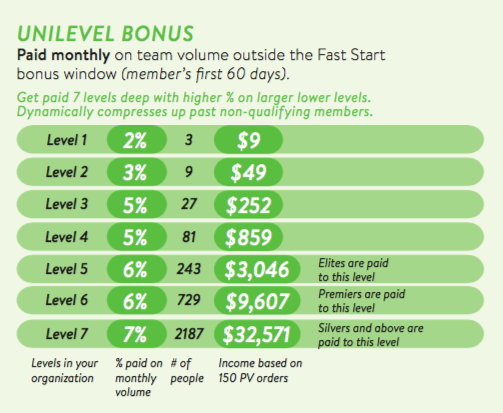 UNILEVEL BONUS
Paid monthly on team volume outside the Fast Start
bonus window (member's first 60 days).
Get paid 7 levels deep with higher % on larger lower levels.
Dynamically compresses up past non-qualifying members.
Level 1 2% 3 $9
Level 2 3% 9 $49
Level 3 5% 27 $252
Level 4 5% 81 $859
Level 5 6% 243 $3,046 Elites are paid
to this level
Level 6 6% 729 $9,607 Premiers are paid
to this level
Level 7 7% 2187 $32,571 Silvers and above are
paid to this level
Levels in your % paid on # of Income based on
organization monthly people 150 PV orders
volume